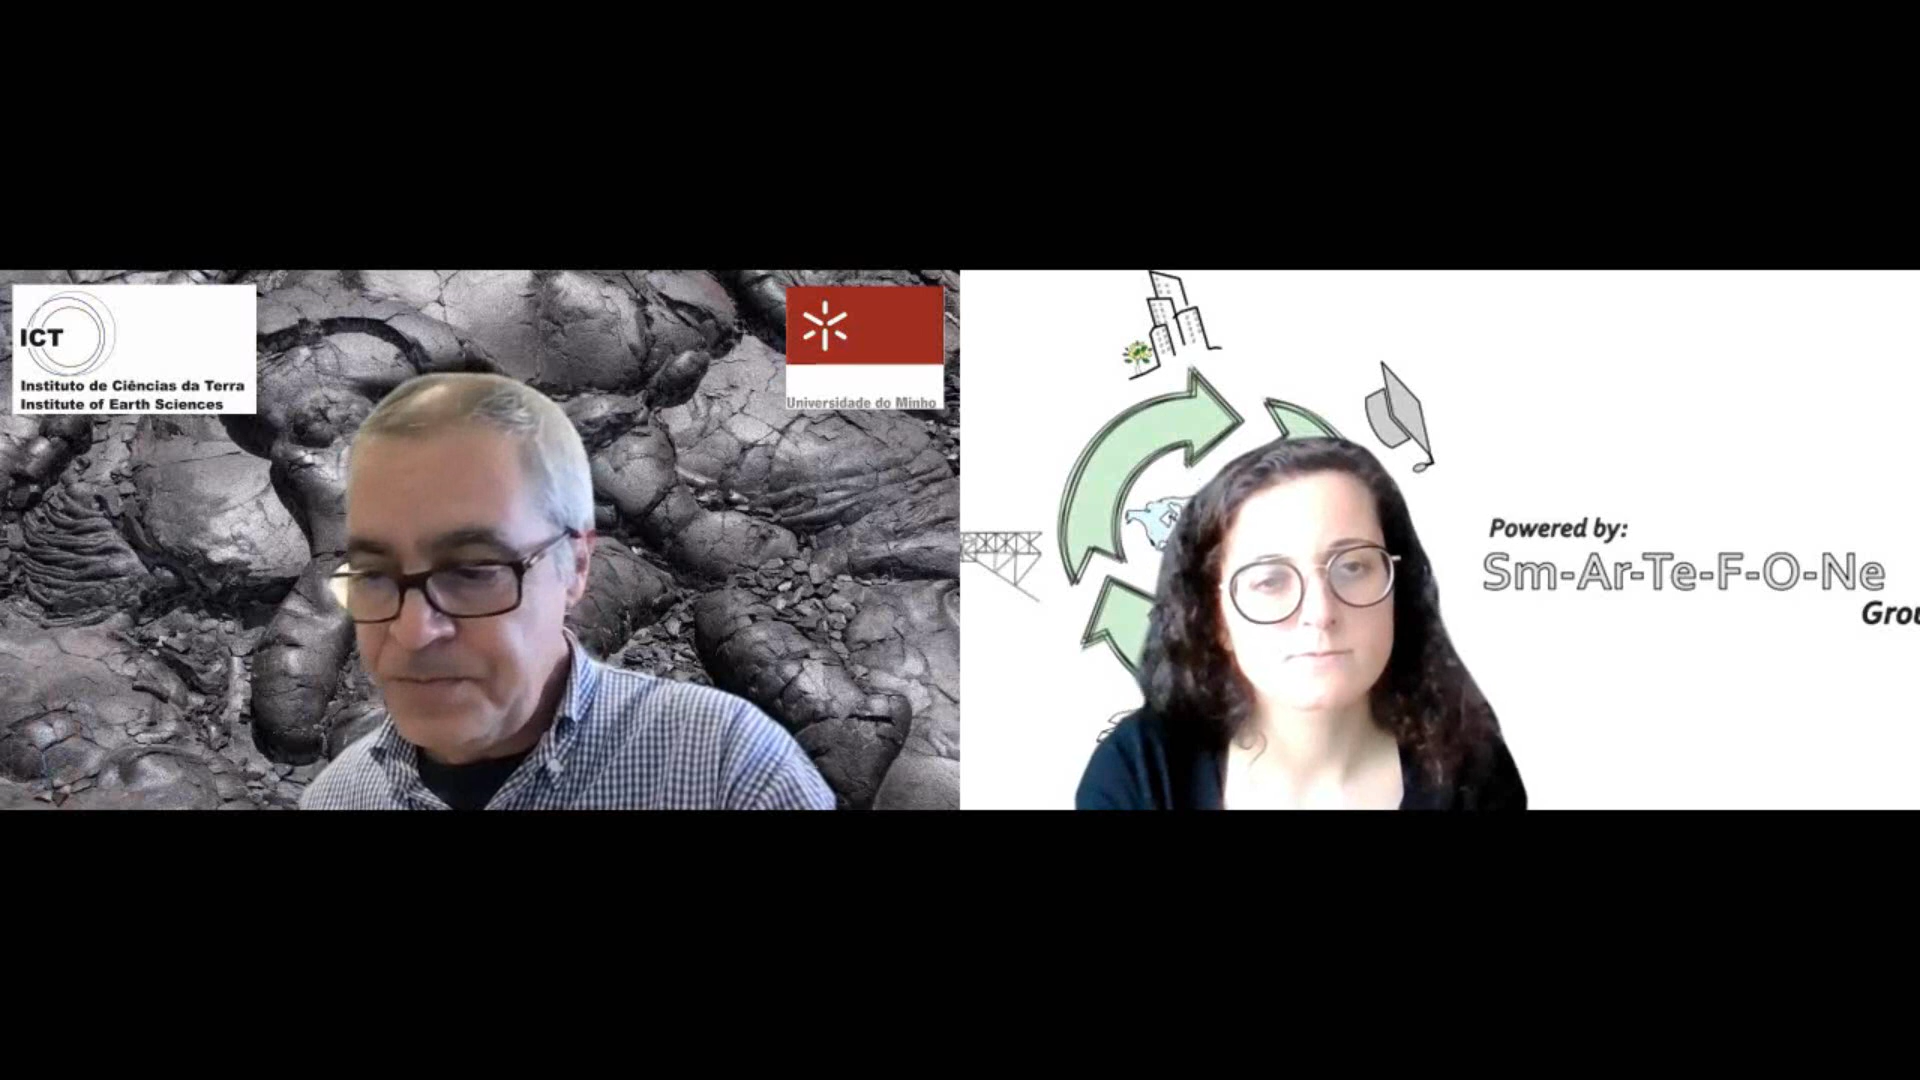 ICT
Instituto de Ciências da Terra
Institute of Earth Sciences
Universidade do Minho
Powered by:
Sm-Ar-Te-F-O-Ne